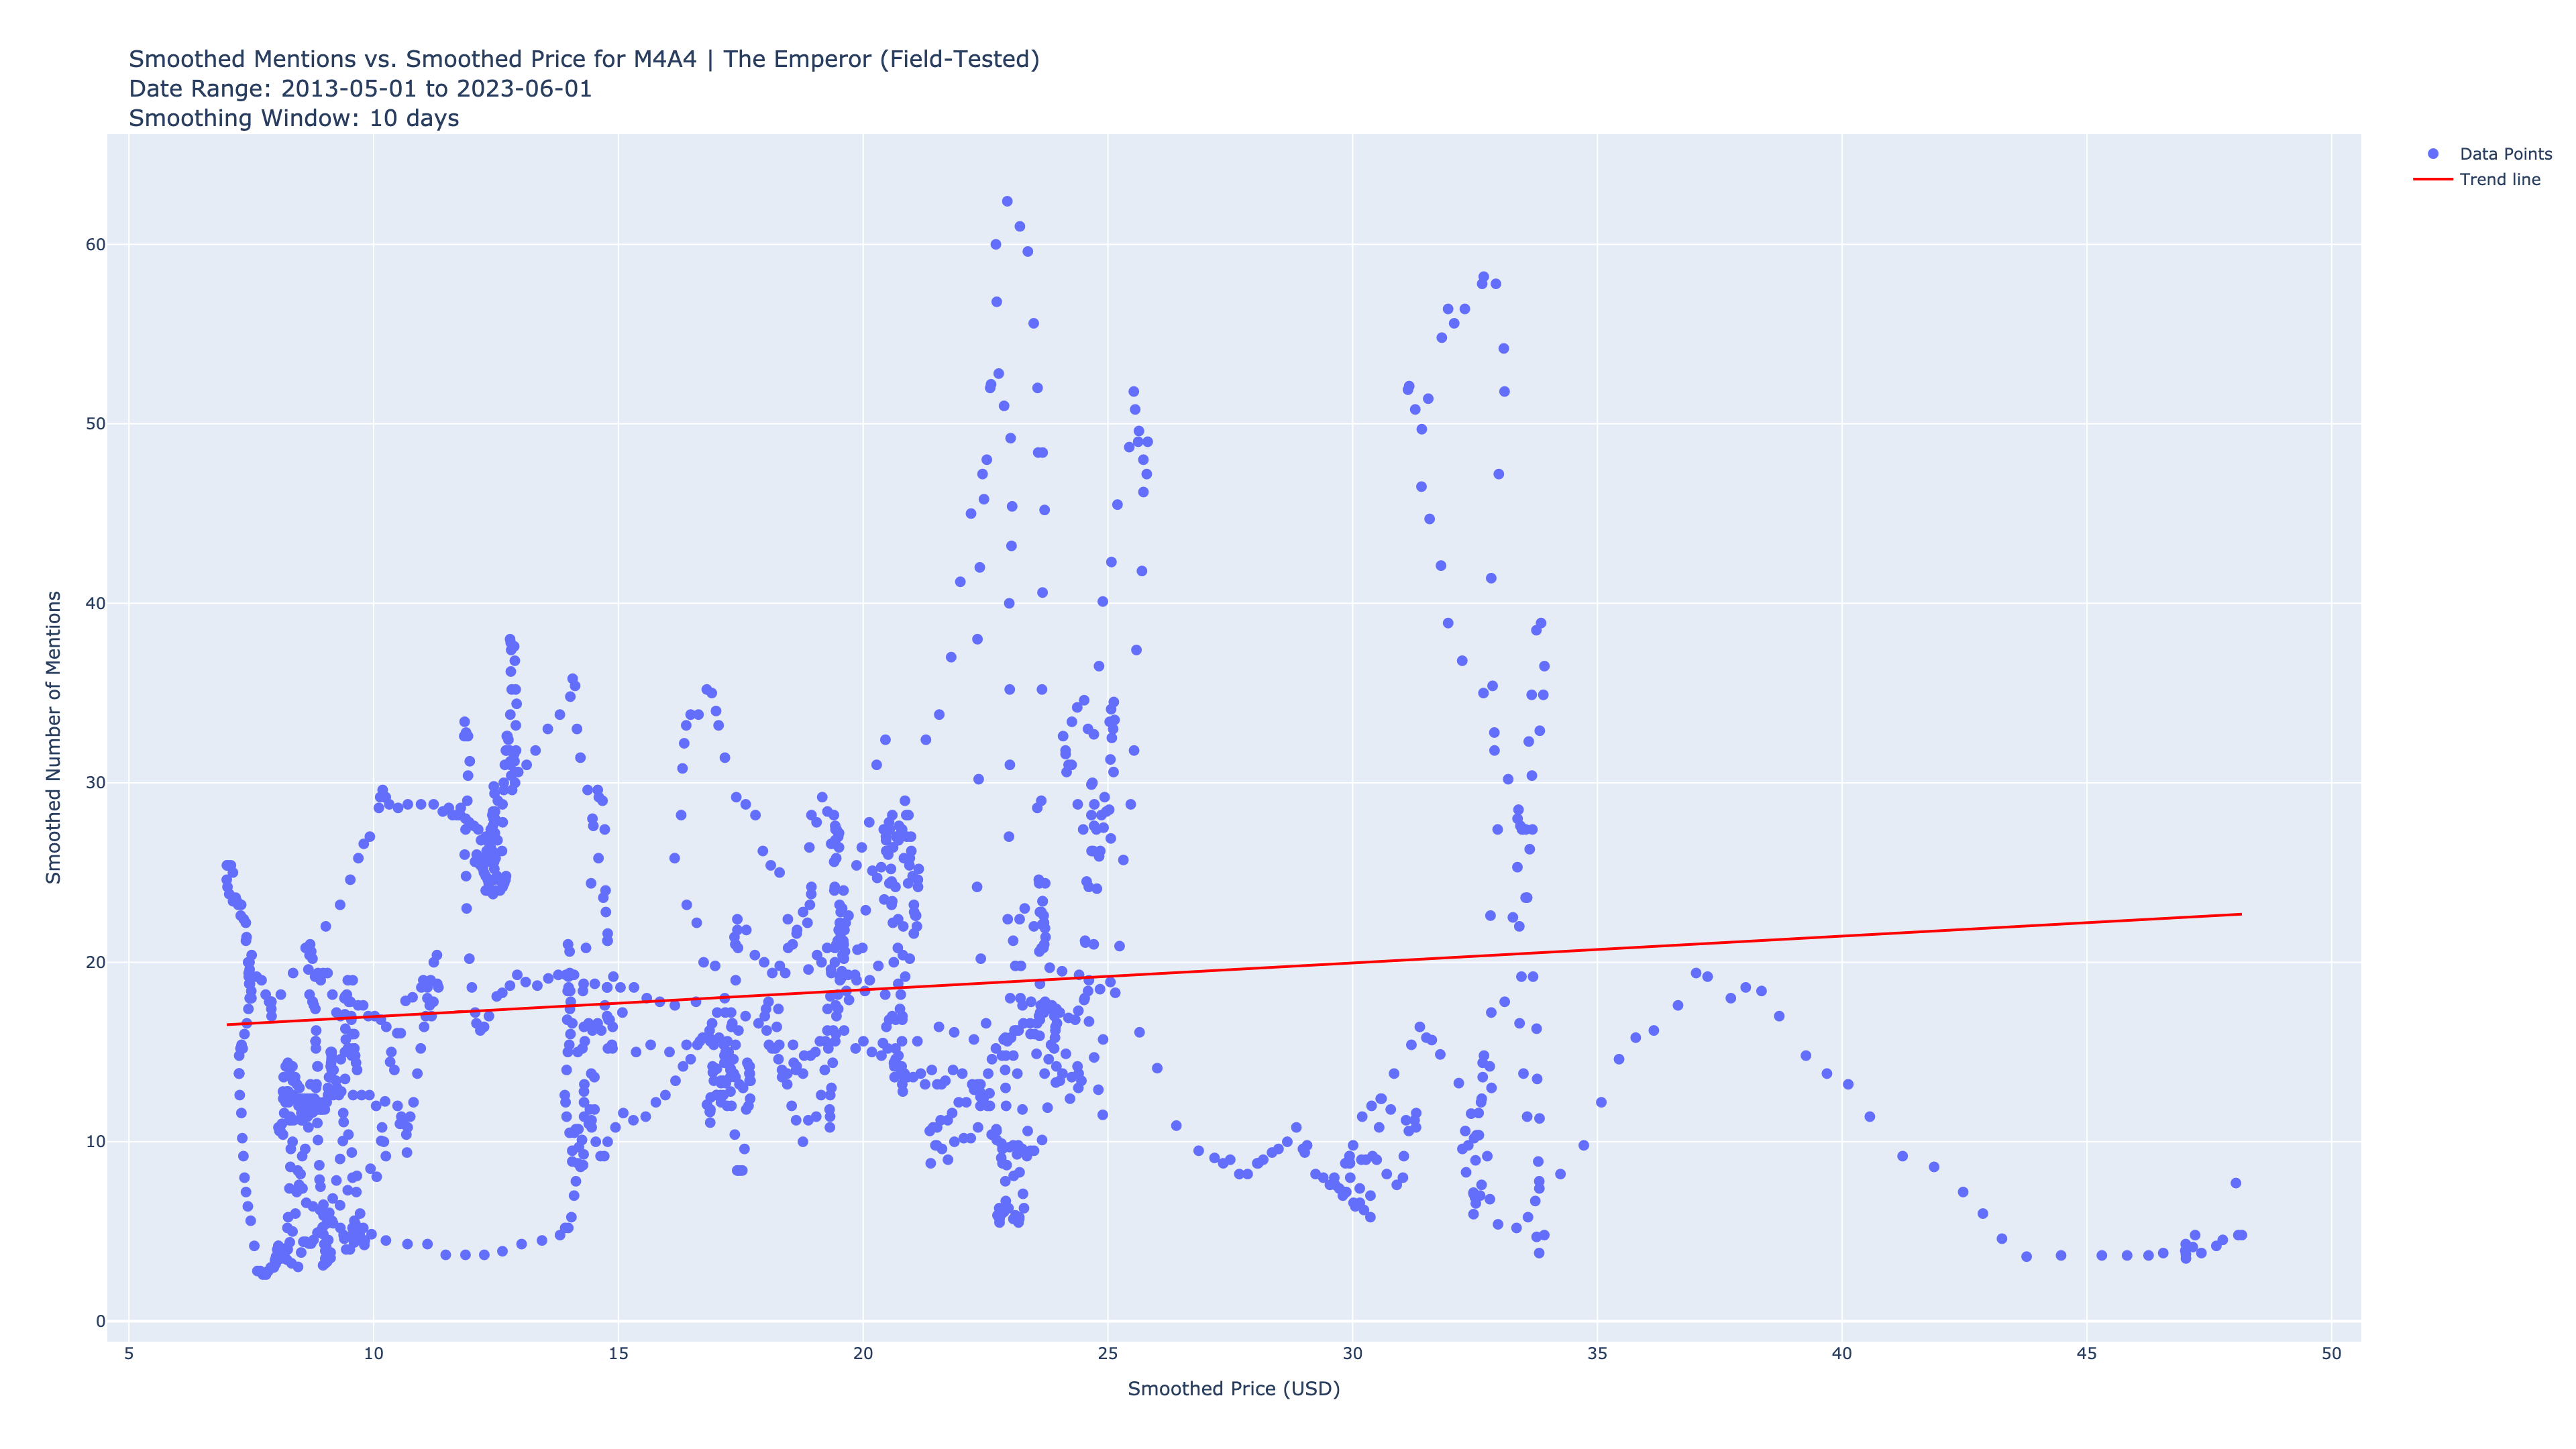 Smoothed Mentions vs. Smoothed Price for M4A4 | The Emperor (Field-Tested)
Date Range: 2013-05-01 to 2023-06-01
Smoothing Window: 10 days
Data Points
Trend line
60
50
40
30
20
10
0
Smoothed Number of Mentions
5 10 15 20 25 30 35 40 45 50
Smoothed Price (USD)